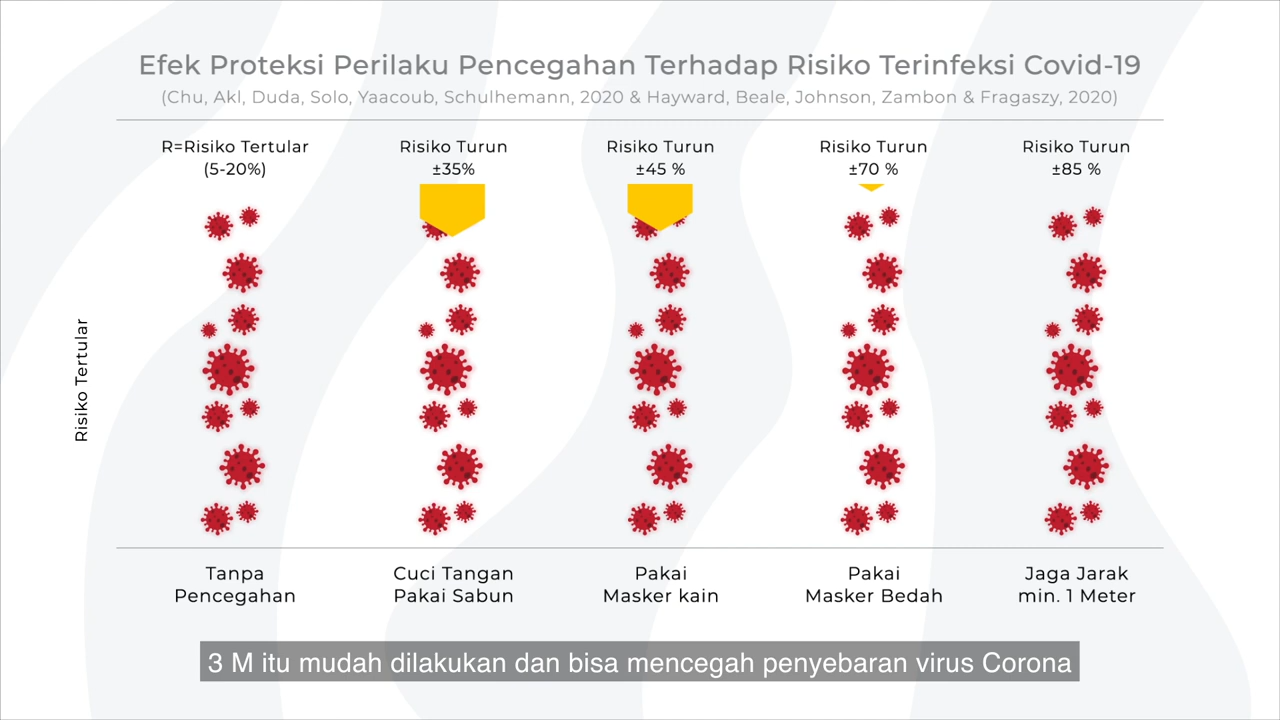 Efek Proteksi Perilaku Pencegahan Terhadap Risiko Terinfeksi Covid-19
(Chu, Akl, Duda, Solo, Yaacoub, Schulhemann, 2020 & Hayward, Beale, Johnson, Zambon & Fragaszy, 2020)
R=Risiko Tertular
(5-20%)
Risiko Turun
±35%
Risiko Turun
±45 %
Risiko Turun
±70 %
Risiko Turun
±85 %
Risiko Tertular
Tanpa
Pencegahan
Cuci Tangan
Pakai Sabun
Pakai
Masker kain
Pakai
Masker Bedah
Jaga Jarak
min. 1 Meter
3 M itu mudah dilakukan dan bisa mencegah penyebaran virus Corona